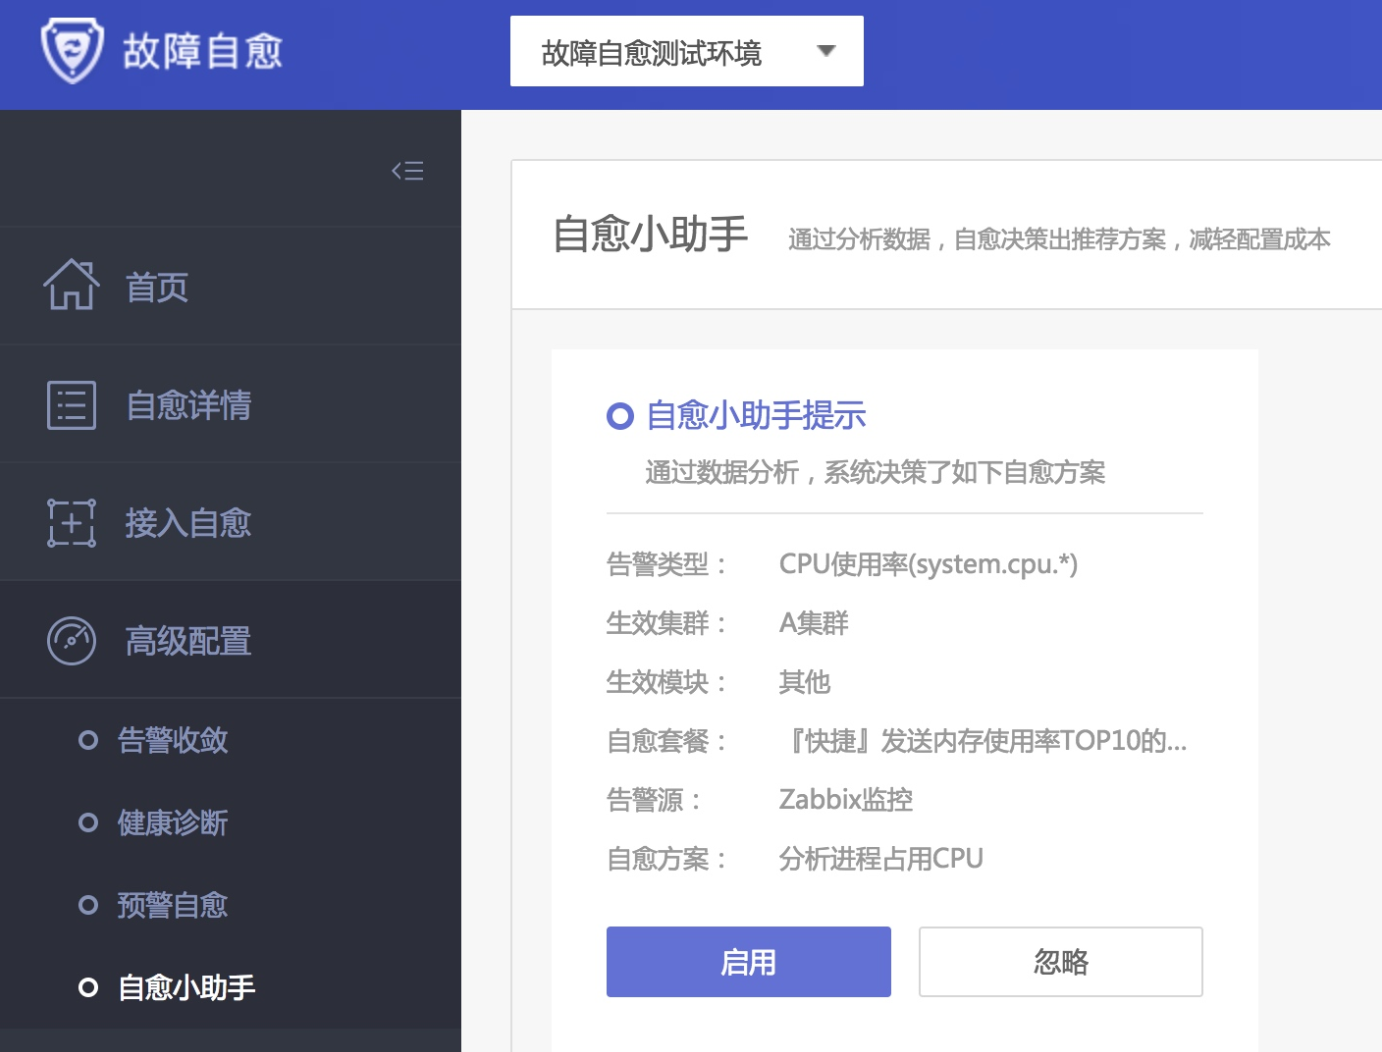 故障自愈
故障自愈测试环境
首页
自愈详情
接入自愈
高级配置
告警收敛
健康诊断
预警自愈
自愈小助手
自愈小助手 通过分析数据，自愈决策出推荐方案，减轻配置成本
自愈小助手提示
通过数据分析，系统决策了如下自愈方案
告警类型： CPU使用率(system.cpu.*)
生效集群： A集群
生效模块： 其他
自愈套餐： 『快捷』发送内存使用率TOP10的...
告警源： Zabbix监控
自愈方案： 分析进程占用CPU
启用 忽略